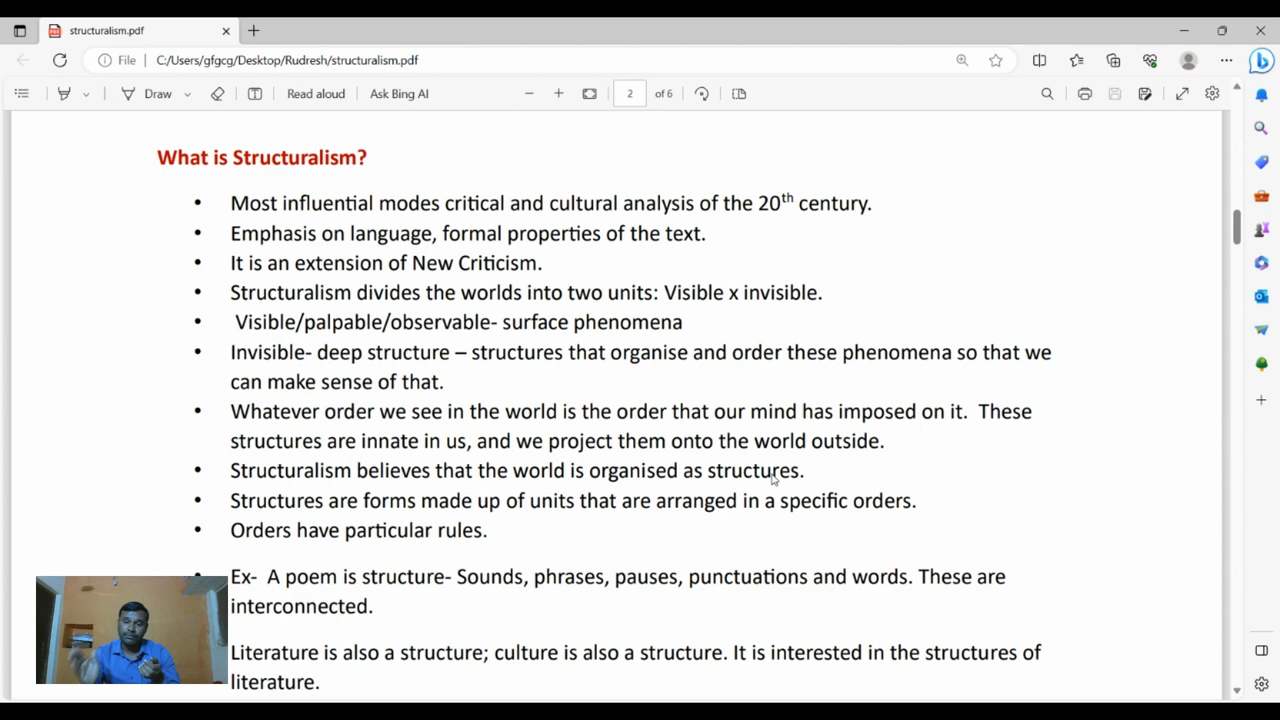 structuralism.pdf
File
C:/Users/gfgcg/Desktop/Rudresh/structuralism.pdf
Draw
Read aloud
Ask Bing AI
2 of 6
What is Structuralism?
• Most influential modes critical and cultural analysis of the 20th century.
• Emphasis on language, formal properties of the text.
• It is an extension of New Criticism.
• Structuralism divides the worlds into two units: Visible x invisible.
• Visible/palpable/observable- surface phenomena
• Invisible- deep structure – structures that organise and order these phenomena so that we
can make sense of that.
• Whatever order we see in the world is the order that our mind has imposed on it. These
structures are innate in us, and we project them onto the world outside.
• Structuralism believes that the world is organised as structures.
• Structures are forms made up of units that are arranged in a specific orders.
• Orders have particular rules.
• Ex- A poem is structure- Sounds, phrases, pauses, punctuations and words. These are
interconnected.
Literature is also a structure; culture is also a structure. It is interested in the structures of
literature.